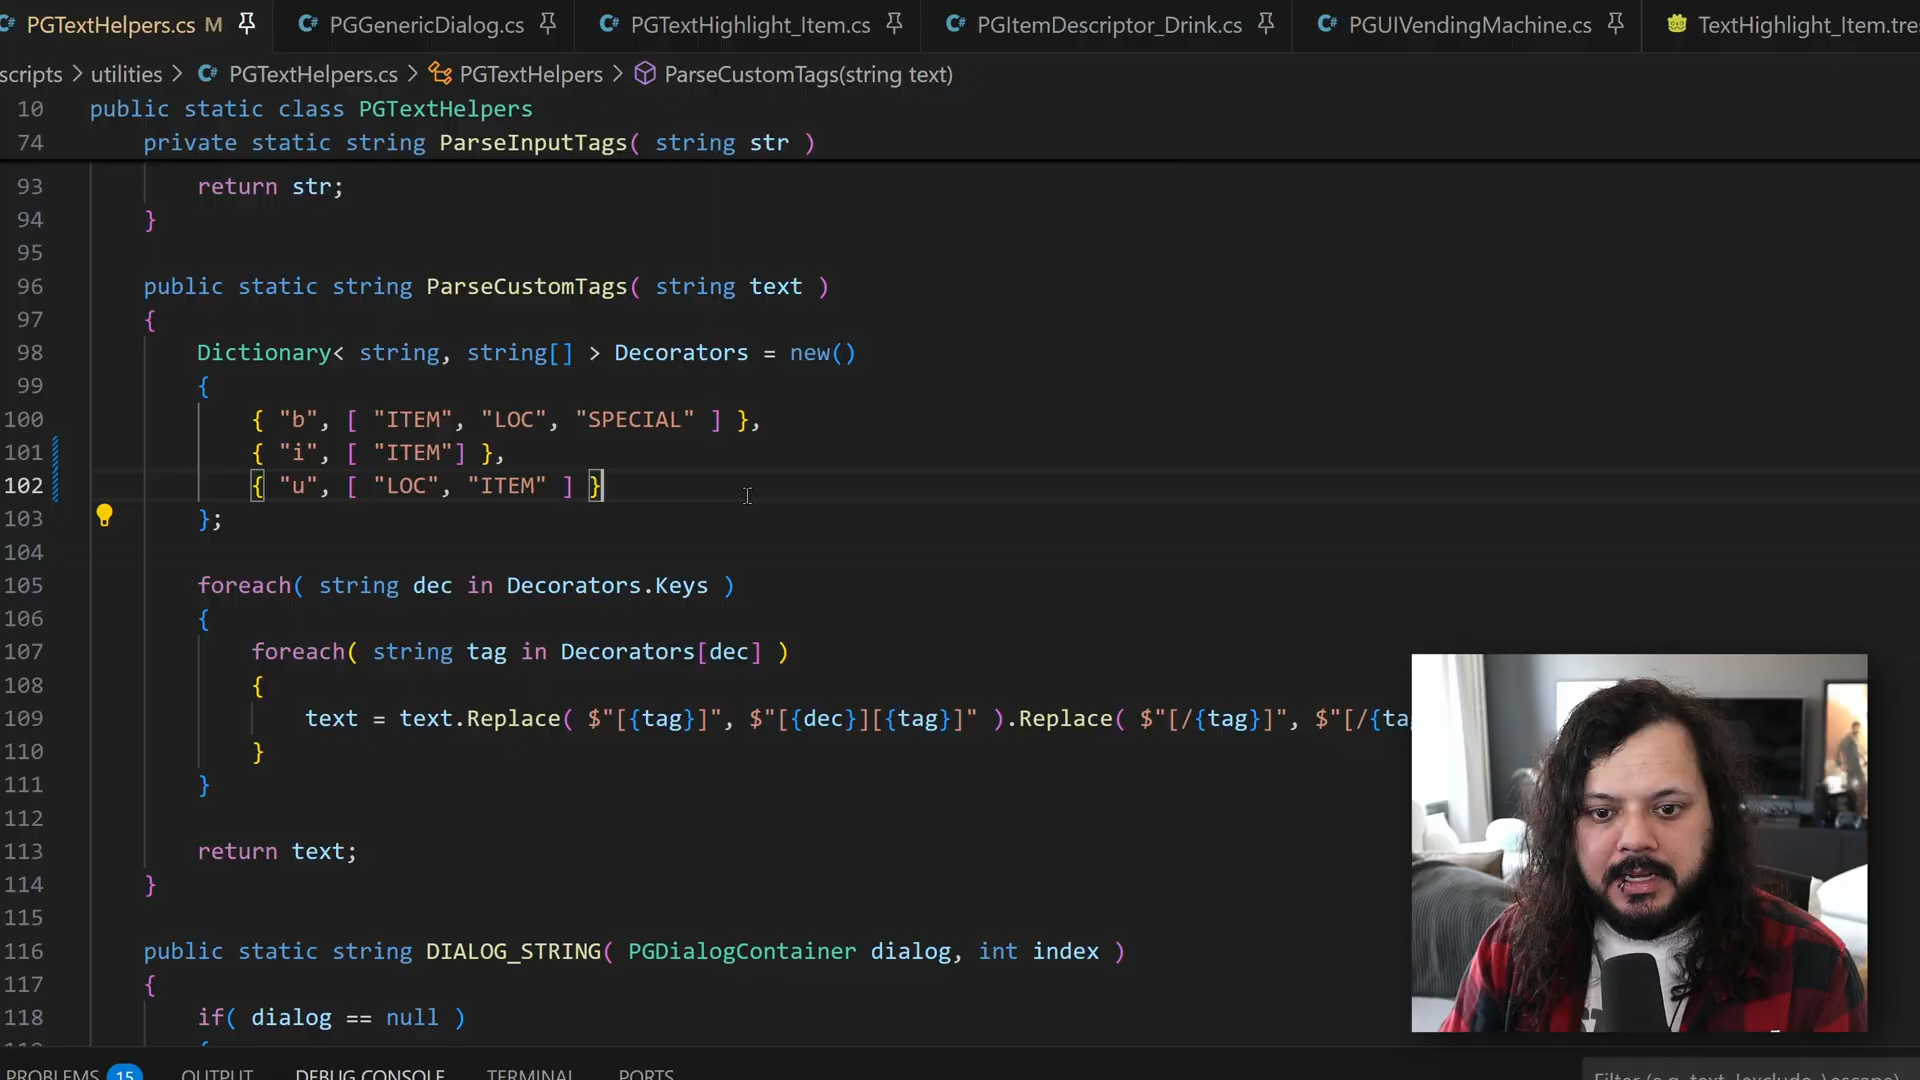 PGTextHelpers.cs M PGGenericDialog.cs PGTextHighlight_Item.cs PGItemDescriptor_Drink.cs PGUIVendingMachine.cs TextHighlight_Item.tre
scripts > utilities > PGTextHelpers.cs > PGTextHelpers > ParseCustomTags(string text)
10 public static class PGTextHelpers
74 private static string ParseInputTags( string str )
93 return str;
94 }
95
96 public static string ParseCustomTags( string text )
97 {
98 Dictionary< string, string[] > Decorators = new()
99 {
100 { "b", [ "ITEM", "LOC", "SPECIAL" ] },
101 { "i", [ "ITEM"] },
102 { "u", [ "LOC", "ITEM" ] }
103 };
104
105 foreach( string dec in Decorators.Keys )
106 {
107 foreach( string tag in Decorators[dec] )
108 {
109 text = text.Replace( $"[{tag}]", $"[{dec}][{tag}]" ).Replace( $"[/{tag}]", $"[/{ta
110 }
111 }
112
113 return text;
114 }
115
116 public static string DIALOG_STRING( PGDialogContainer dialog, int index )
117 {
118 if( dialog == null )
PROBLEMS 15 OUTPUT DEBUG CONSOLE TERMINAL PORTS